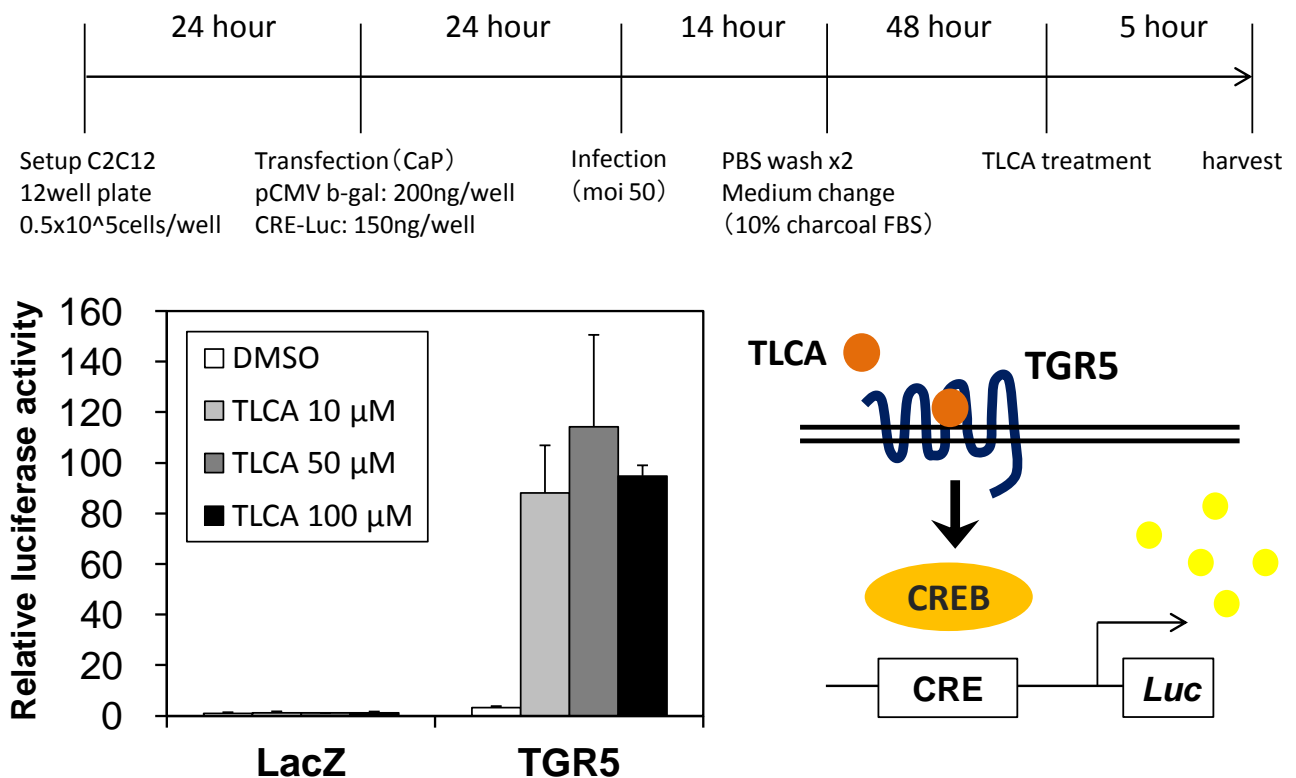 24 hour
24 hour
14 hour
48 hour
5 hour
Setup C2C12
12well plate
0.5x10^5cells/well
Transfection（CaP）
pCMV b-gal: 200ng/well
CRE-Luc: 150ng/well
Infection
（moi 50）
PBS wash x2
Medium change
（10% charcoal FBS）
TLCA treatment
harvest
Relative luciferase activity
160
140
120
100
80
60
40
20
0
DMSO
TLCA 10 µM
TLCA 50 µM
TLCA 100 µM
LacZ
TGR5
TLCA
TGR5
CREB
CRE
Luc